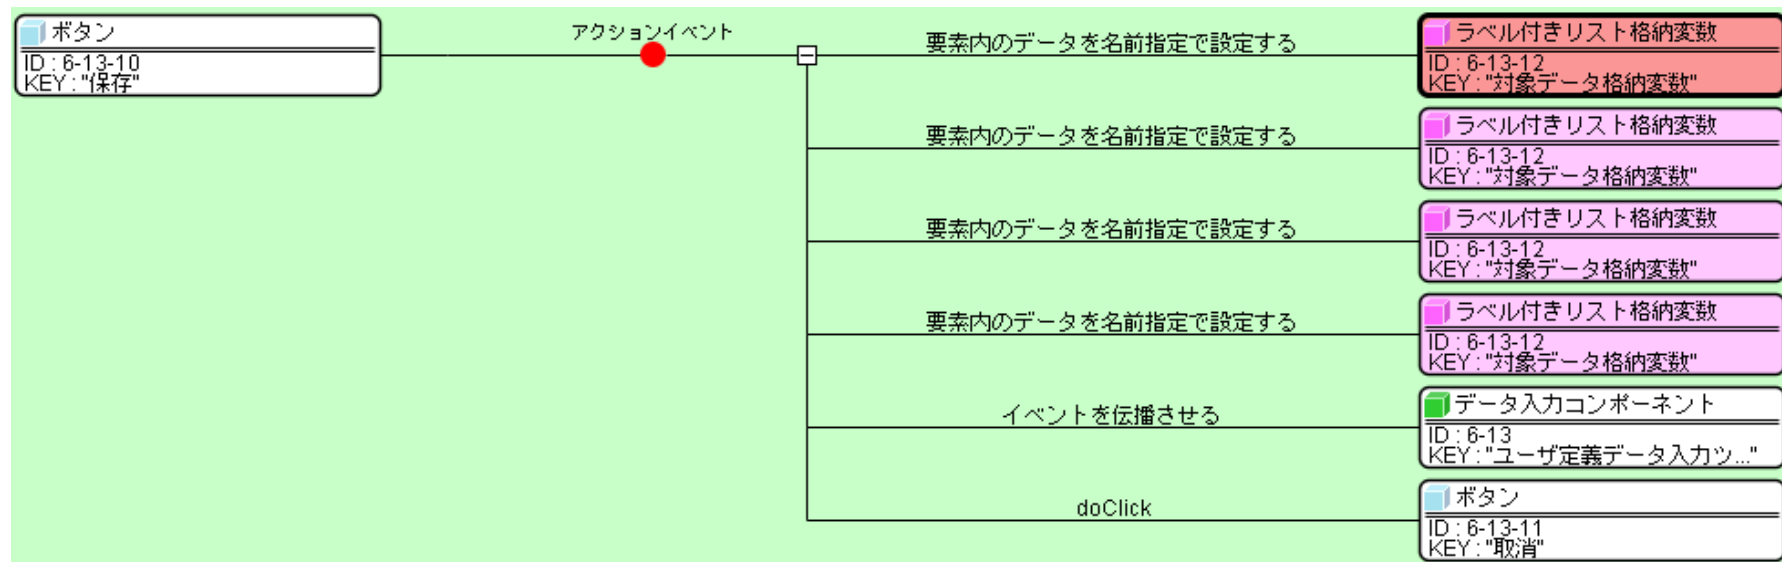 ボタン
ID : 6-13-10
KEY : "保存"
アクションイベント
要素内のデータを名前指定で設定する
ラベル付きリスト格納変数
ID : 6-13-12
KEY : "対象データ格納変数"
要素内のデータを名前指定で設定する
ラベル付きリスト格納変数
ID : 6-13-12
KEY : "対象データ格納変数"
要素内のデータを名前指定で設定する
ラベル付きリスト格納変数
ID : 6-13-12
KEY : "対象データ格納変数"
要素内のデータを名前指定で設定する
ラベル付きリスト格納変数
ID : 6-13-12
KEY : "対象データ格納変数"
イベントを伝播させる
データ入力コンポーネント
ID : 6-13
KEY : "ユーザ定義データ入力ツ..."
doClick
ボタン
ID : 6-13-11
KEY : "取消"